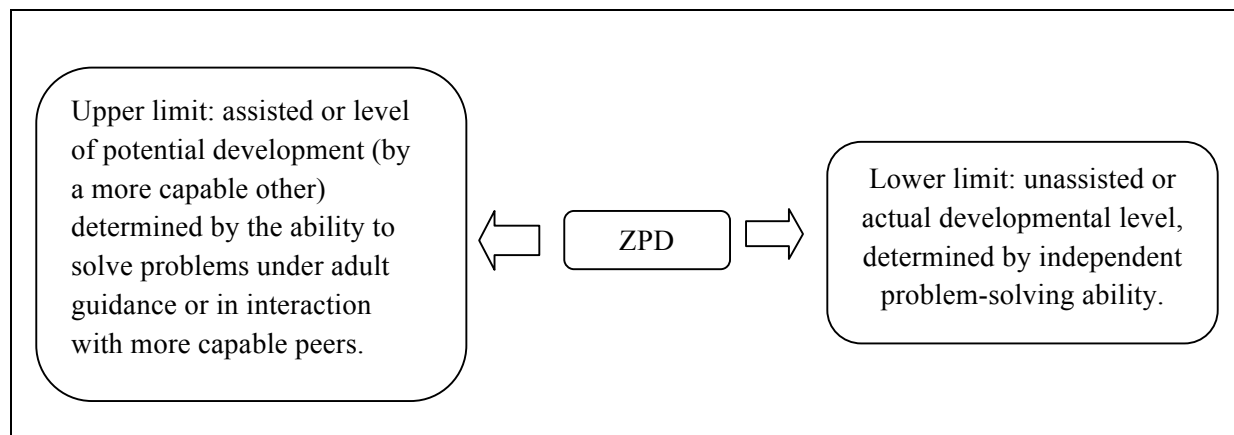 Upper limit: assisted or level
of potential development (by
a more capable other)
determined by the ability to
solve problems under adult
guidance or in interaction
with more capable peers.
ZPD
Lower limit: unassisted or
actual developmental level,
determined by independent
problem-solving ability.